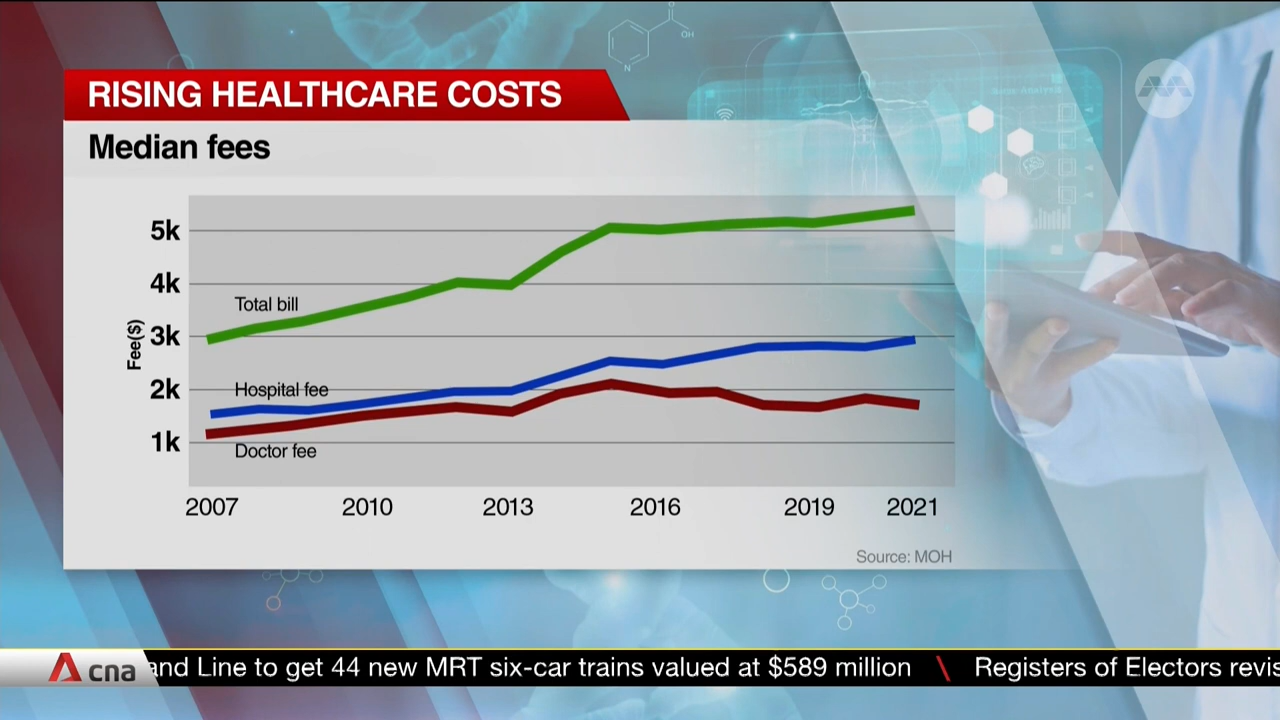 OH
N
RISING HEALTHCARE COSTS
Median fees
5k
4k
3k
2k
1k
Fee($)
Total bill
Hospital fee
Doctor fee
2007 2010 2013 2016 2019 2021
Source: MOH
cna
and Line to get 44 new MRT six-car trains valued at $589 million \ Registers of Electors revis